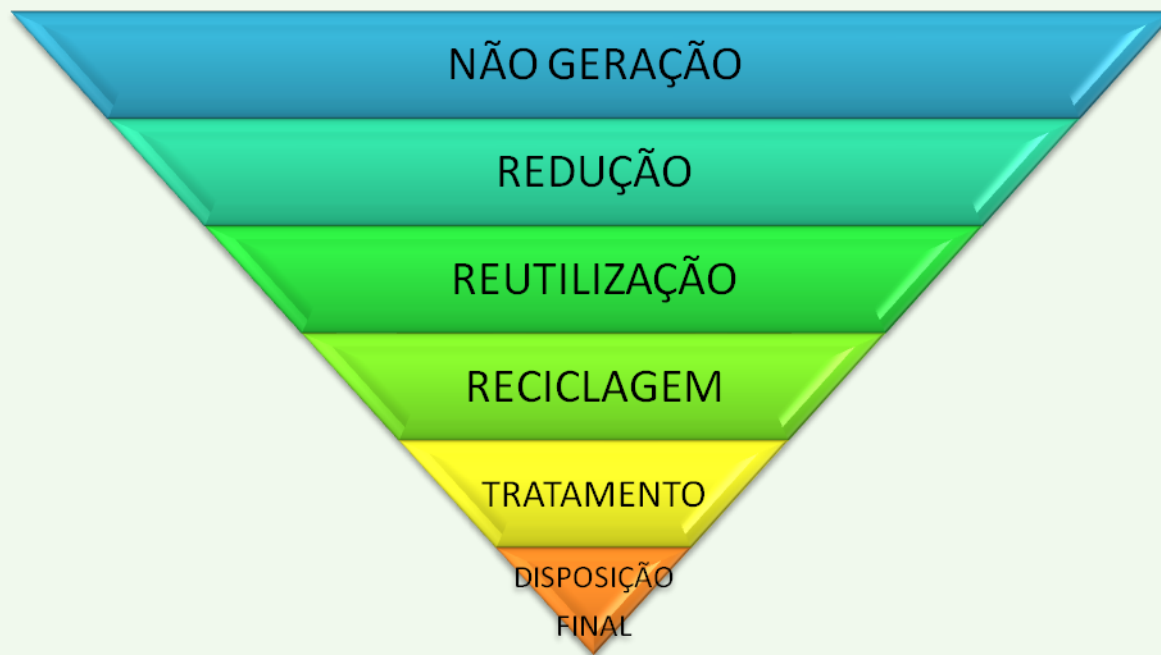 NÃO GERAÇÃO
REDUÇÃO
REUTILIZAÇÃO
RECICLAGEM
TRATAMENTO
DISPOSIÇÃO
FINAL